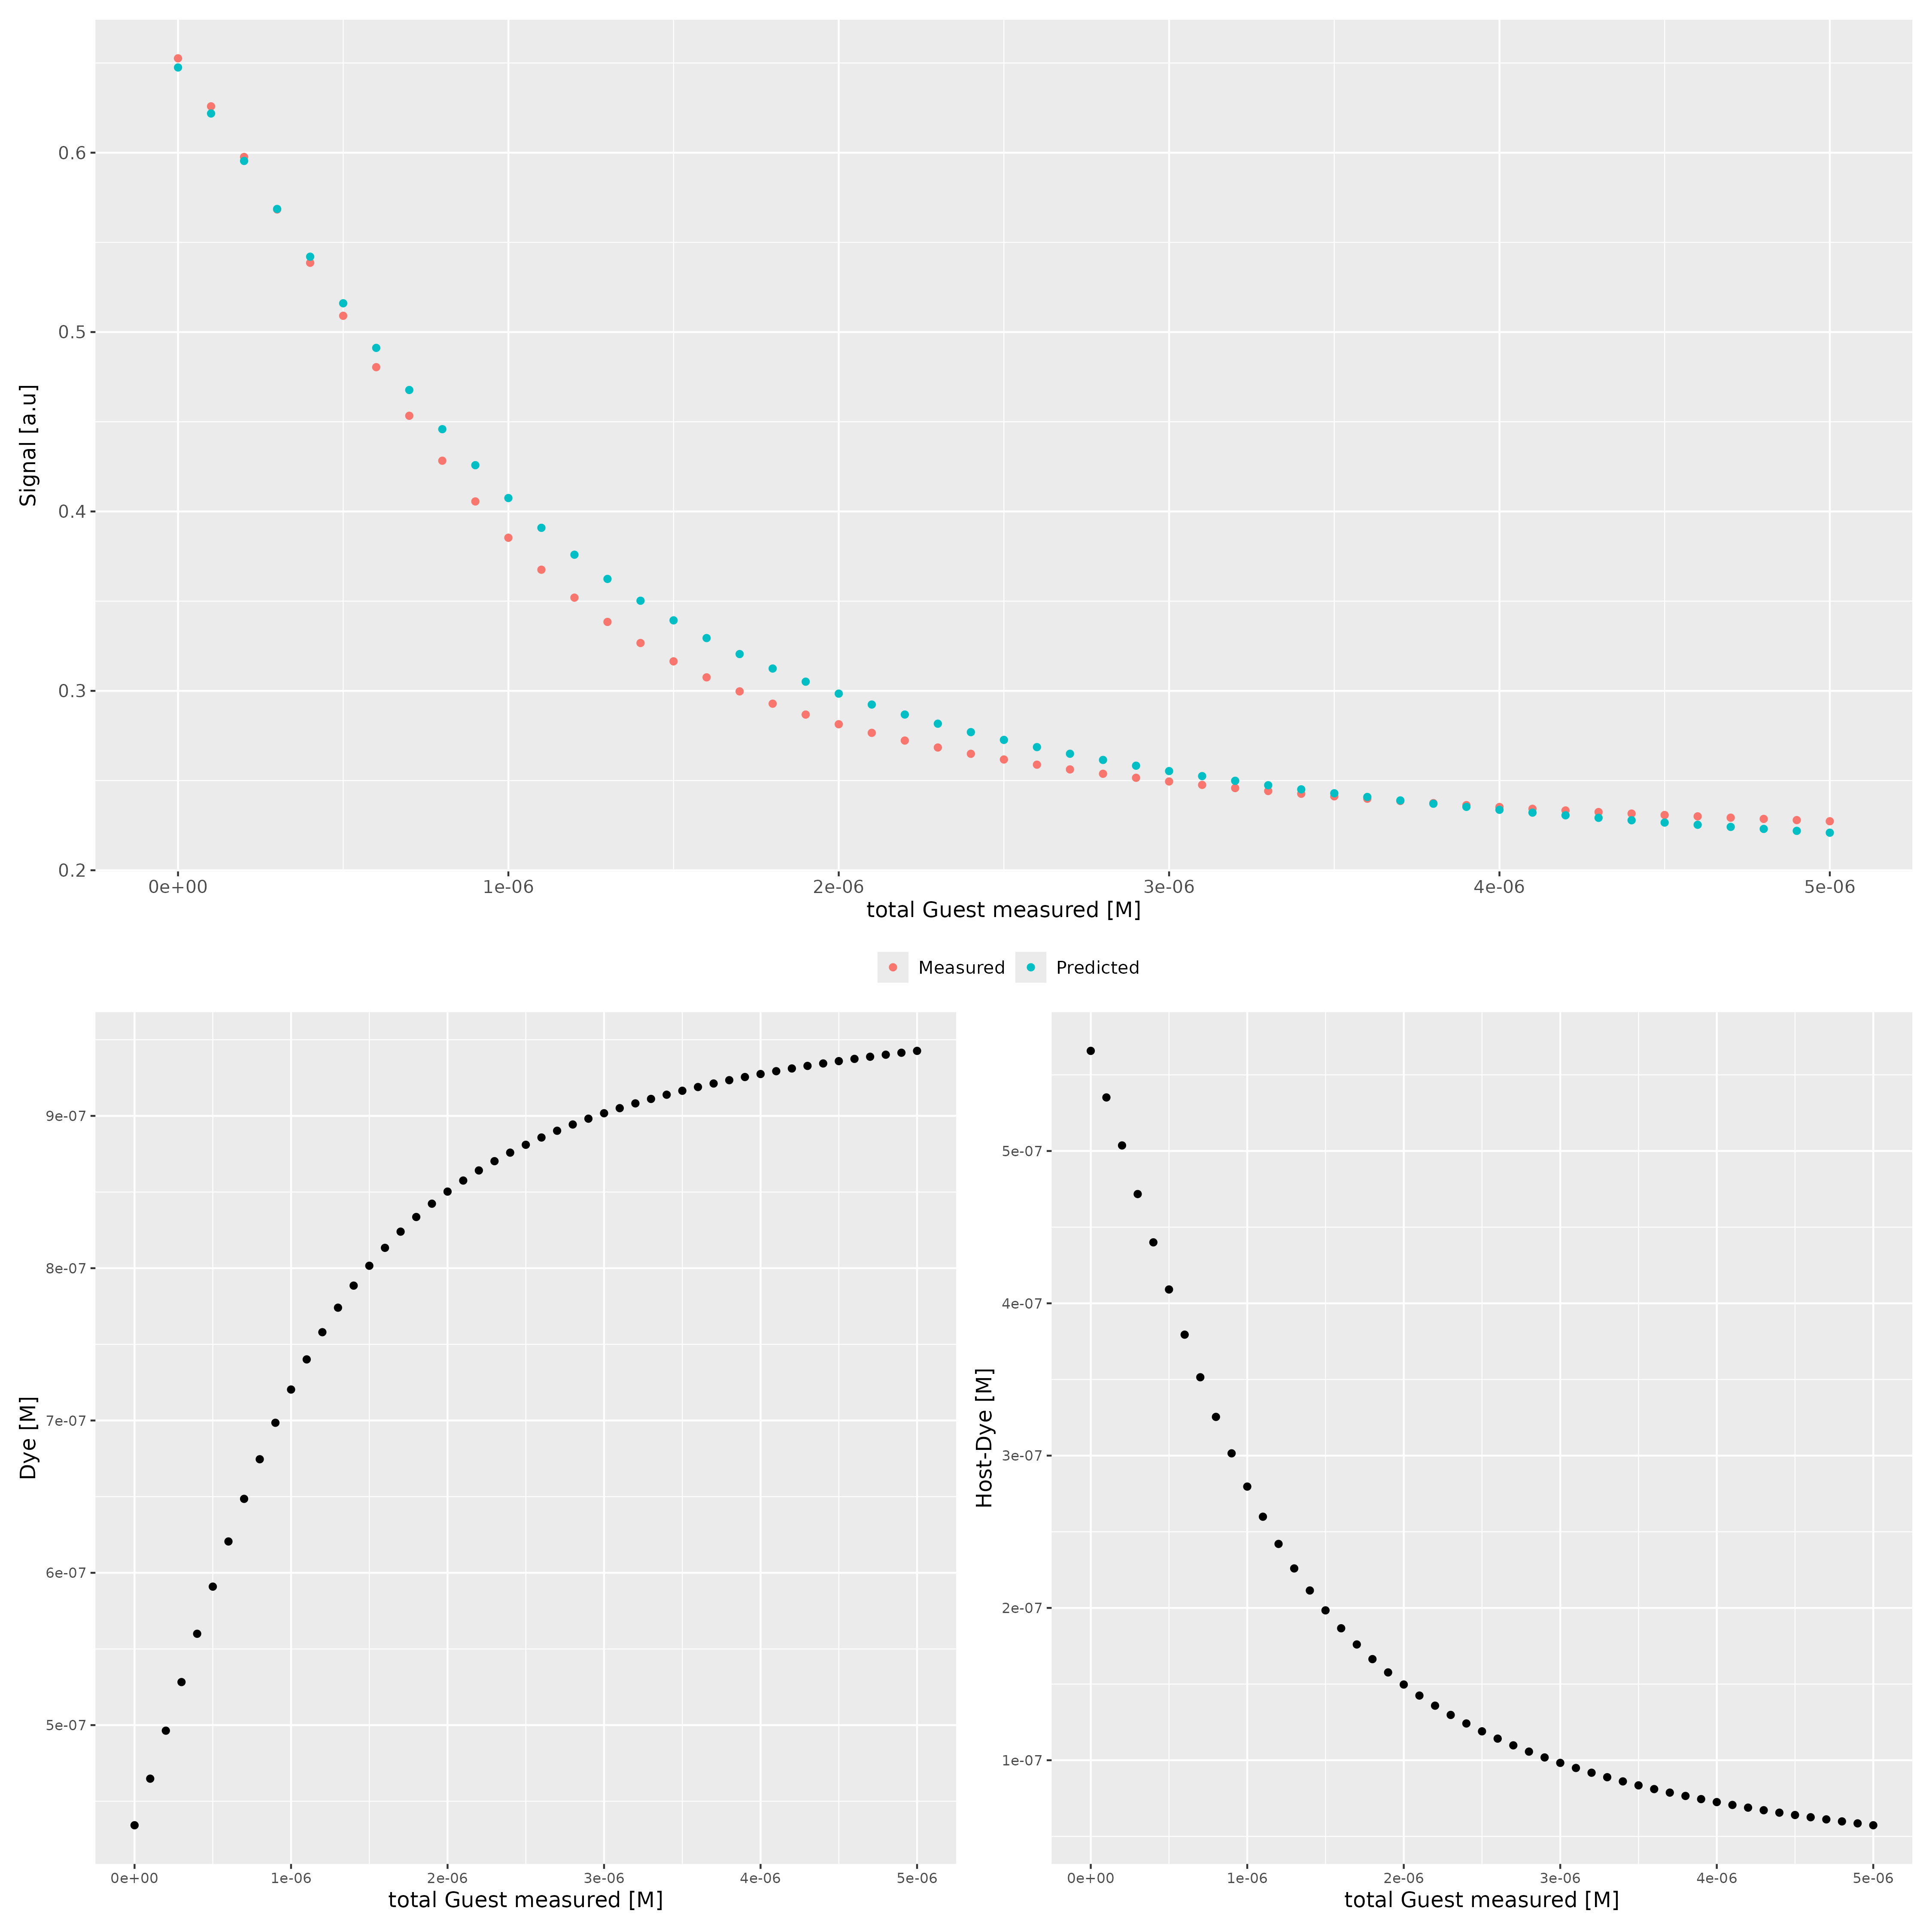 Signal [a.u]
0.6
0.5
0.4
0.3
0.2
0e+00 1e-06 2e-06 3e-06 4e-06 5e-06
total Guest measured [M]
Measured Predicted
Dye [M]
9e-07
8e-07
7e-07
6e-07
5e-07
0e+00 1e-06 2e-06 3e-06 4e-06 5e-06
total Guest measured [M]
Host-Dye [M]
5e-07
4e-07
3e-07
2e-07
1e-07
0e+00 1e-06 2e-06 3e-06 4e-06 5e-06
total Guest measured [M]